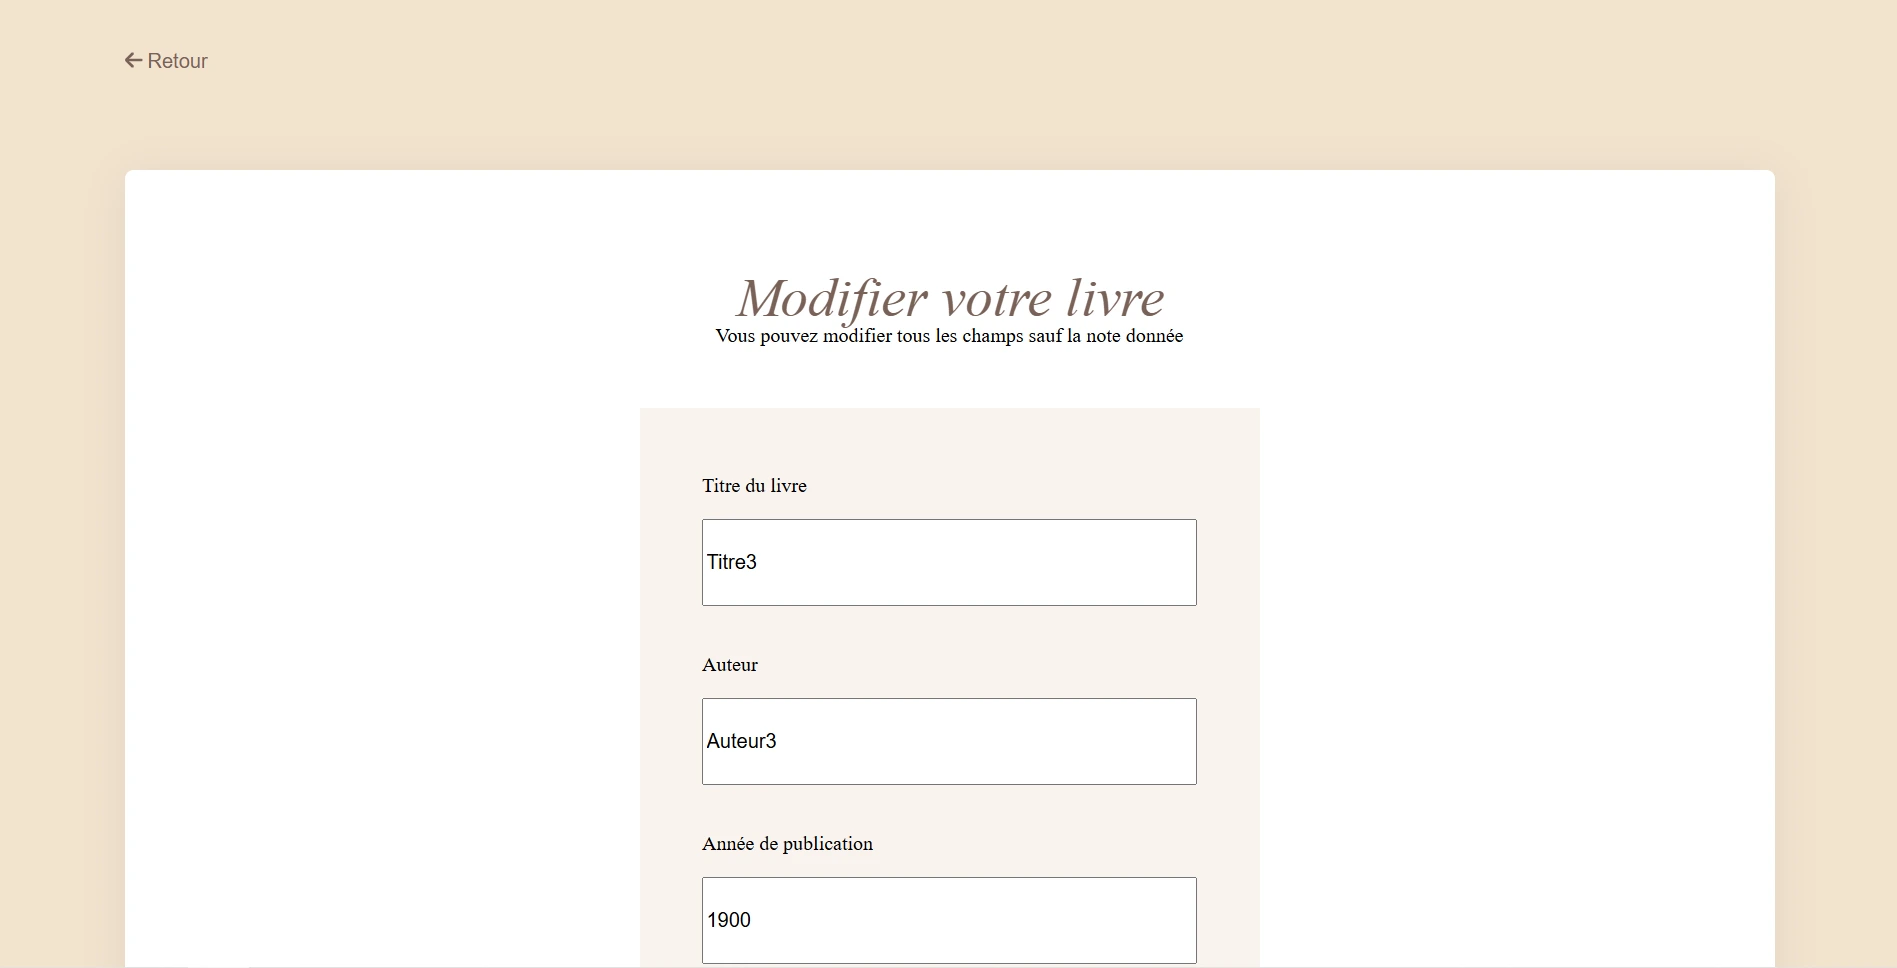 Retour
Modifier votre livre
Vous pouvez modifier tous les champs sauf la note donnée
Titre du livre
Titre3
Auteur
Auteur3
Année de publication
1900